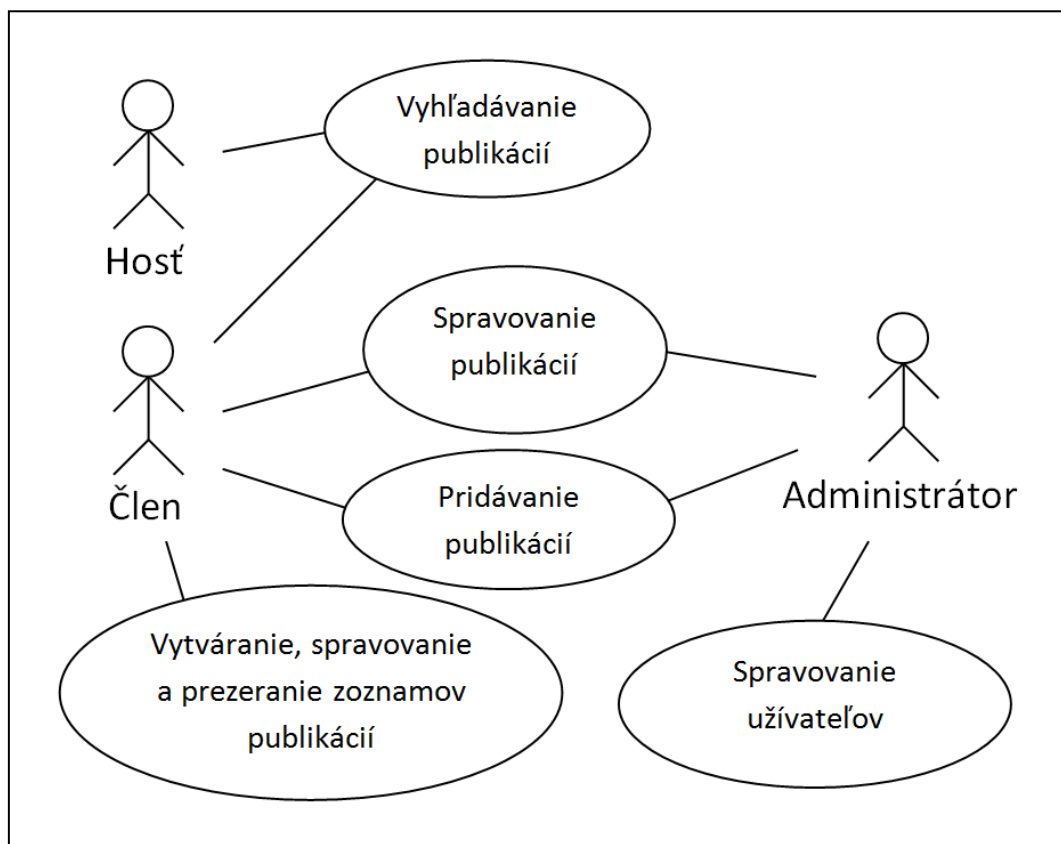 Vyhľadávanie
publikácií
Hosť
Spravovanie
publikácií
Člen
Pridávanie
publikácií
Administrátor
Vytváranie, spravovanie
a prezeranie zoznamov
publikácií
Spravovanie
užívateľov